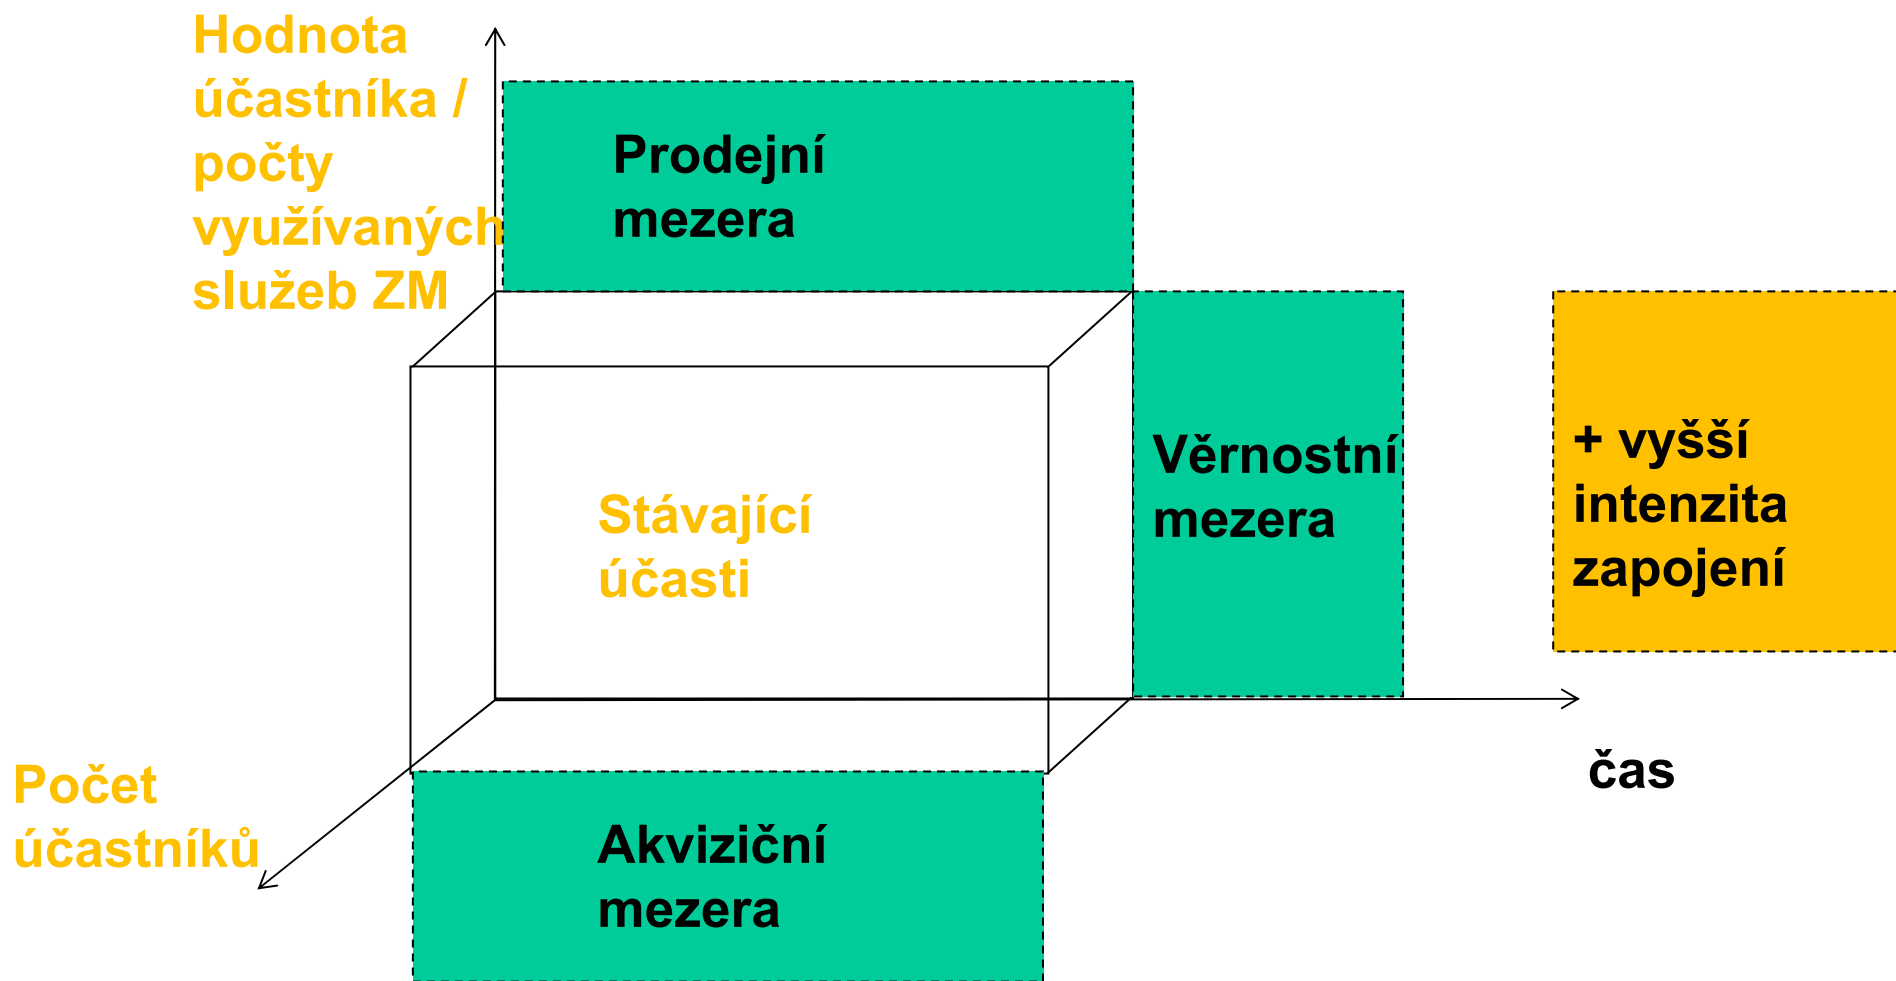 Hodnota
účastníka /
počty
využívaných
služeb ZM
Prodejní
mezera
Věrnostní
mezera
+ vyšší
intenzita
zapojení
Stávající
účasti
čas
Počet
účastníků
Akviziční
mezera